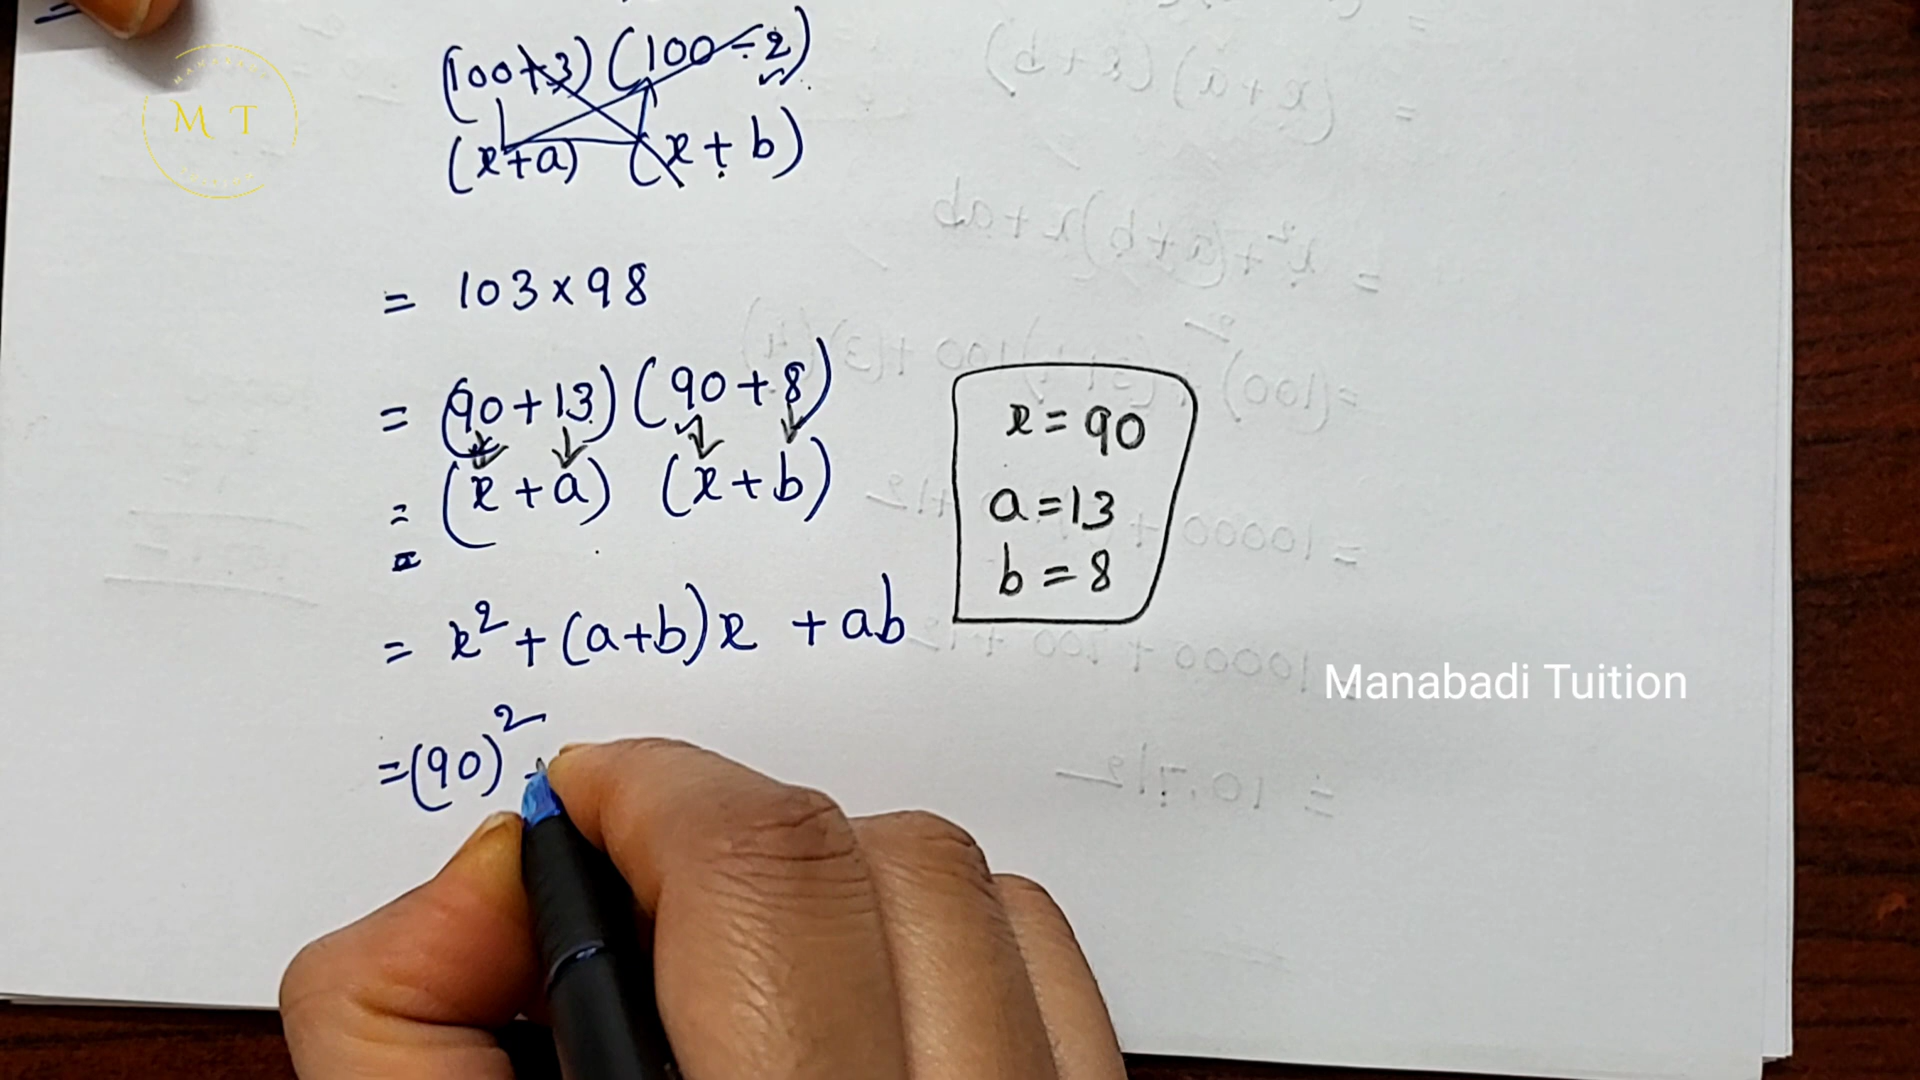 (100+3) (100-2)
(x+a) (x+b)
= 103×98
= (90+13) (90+8)
= (x+a) (x+b)
= x² + (a+b)x + ab
= (90)²
x = 90
a = 13
b = 8
M T
Manabadi Tuition